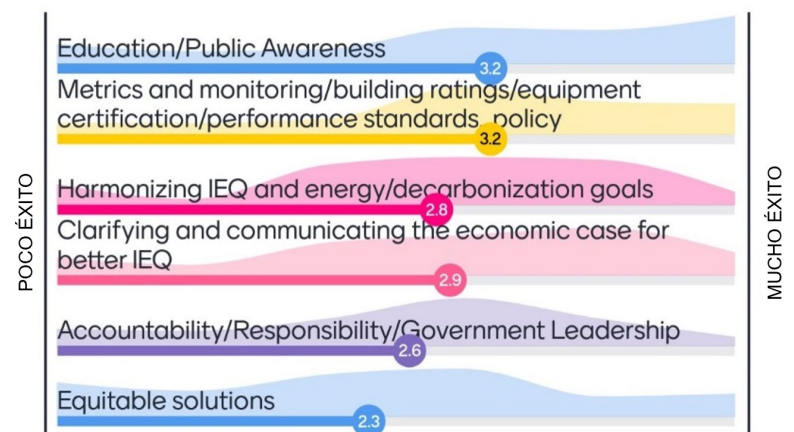 Education/Public Awareness
3.2
Metrics and monitoring/building ratings/equipment
certification/performance standards, policy
3.2
Harmonizing IEQ and energy/decarbonization goals
2.8
Clarifying and communicating the economic case for
better IEQ
2.9
Accountability/Responsibility/Government Leadership
2.6
Equitable solutions
2.3
POCO ÉXITO
MUCHO ÉXITO